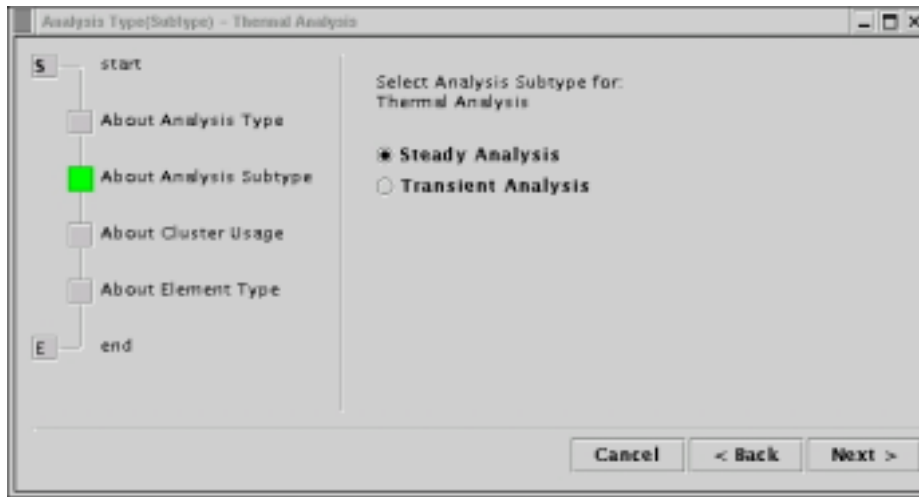 Analysis Type(Subtype) - Thermal Analysis
S start
About Analysis Type
About Analysis Subtype
About Cluster Usage
About Element Type
E end
Select Analysis Subtype for:
Thermal Analysis
Steady Analysis
Transient Analysis
Cancel
< Back
Next >